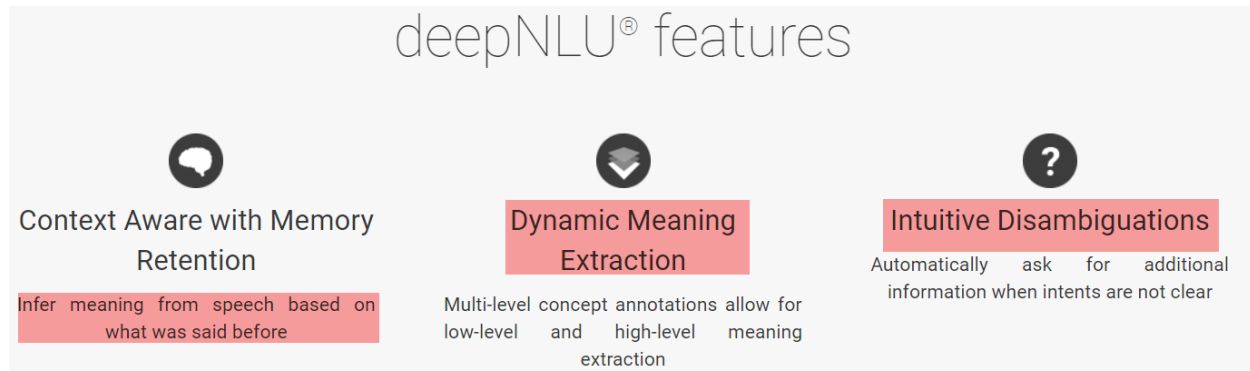 deepNLU® features
Context Aware with Memory
Retention
Infer meaning from speech based on
what was said before
Dynamic Meaning
Extraction
Multi-level concept annotations allow for
low-level and high-level meaning
extraction
?
Intuitive Disambiguations
Automatically ask for additional
information when intents are not clear